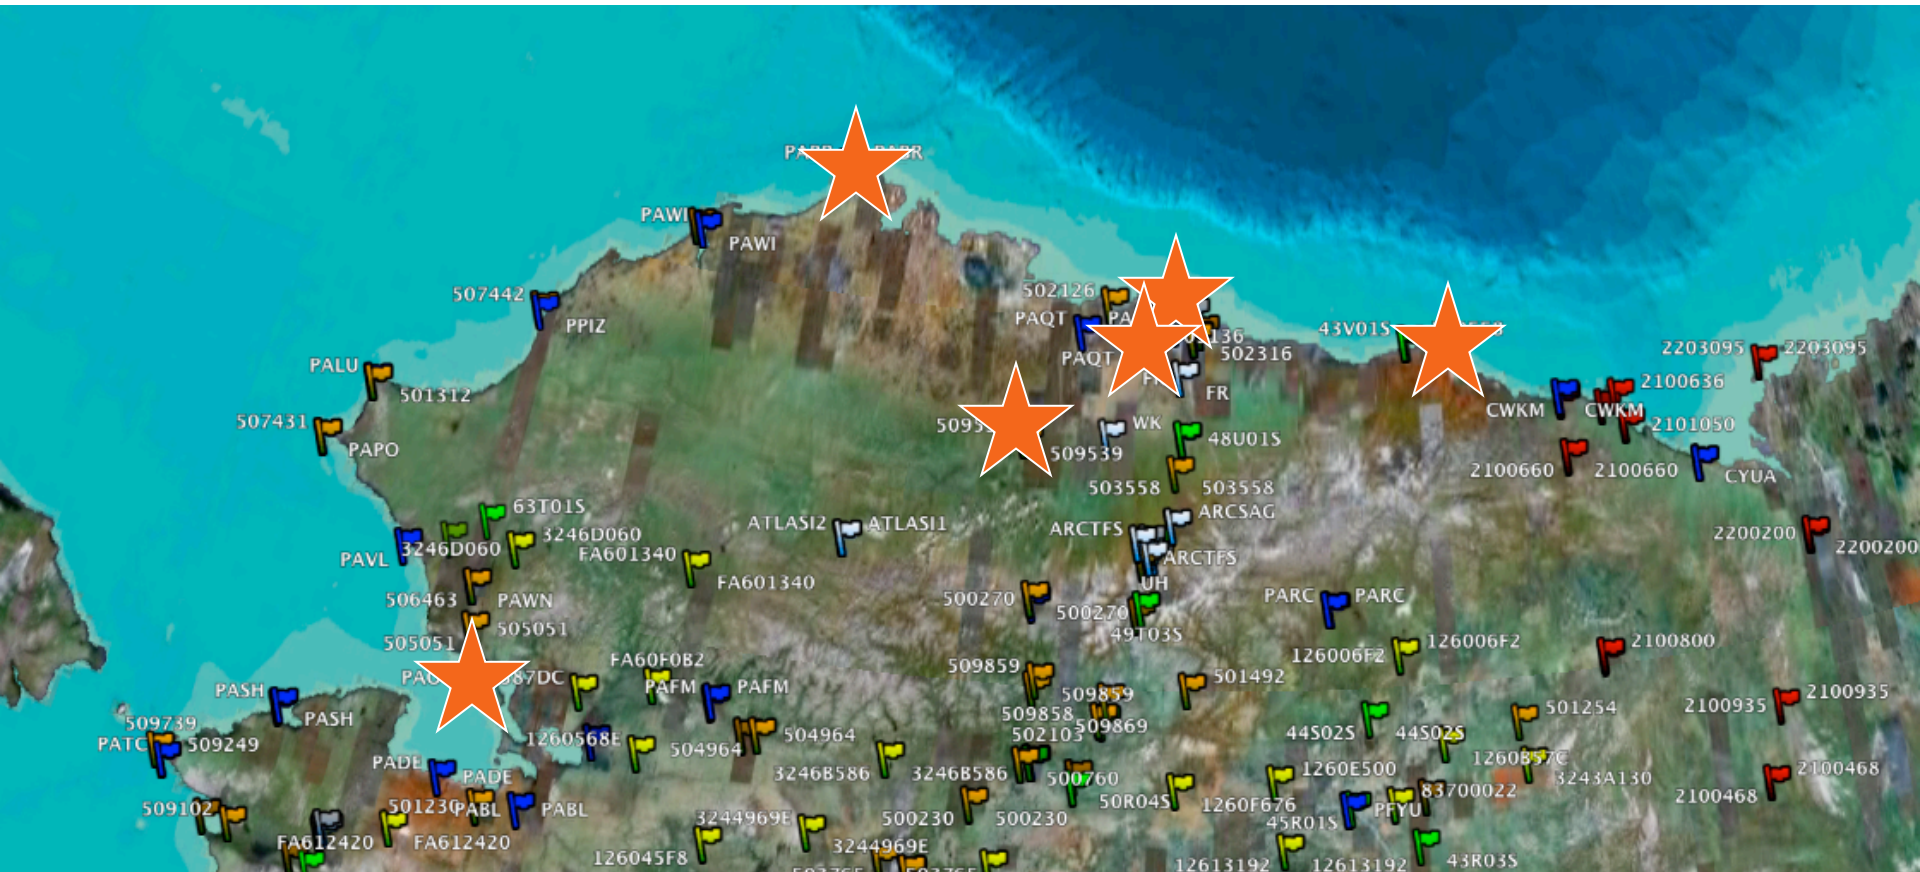 PAWI
PAWI
507442
PPIZ
502126
PAQT
PAQT
502316
43V01S
2203095 2203095
PALU
501312
2100636
CWKM CWKM
2101050
507431
PAPO
FR
WK
48U01S
509539
503558 503558
2100660 2100660
CYUA
63T01S
ATLASI2 ATLASI1
ARCSAG
ARCTFS
ARCTFS
3246D060
3246D060
PAVL
FA601340
FA601340
2200200 2200200
UH
506463 PAWN
500270
500270
49T03S
PARC PARC
505051
505051
126006F2
126006F2
2100800
FA60F0B2
PAFM PAFM
509859
509859
501492
PASH
PASH
509858
509869
502103
501254
2100935
2100935
509739
PATC 509249
1260568E
504964 504964
44S02S 44S02S
PADE
PADE
3246B586 3246B586
500760
1260E500
1260B57C
3243A130
2100468
2100468
509102
501230
PABL PABL
50R04S
1260F676
83700022
PFYU
45R01S
3244969E
3244969E
500230 500230
FA612420 FA612420
126045F8
12613192 12613192
43R03S